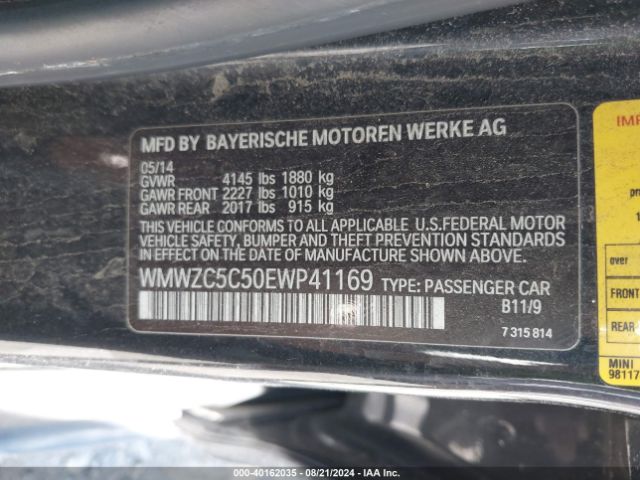 MFD BY BAYERISCHE MOTOREN WERKE AG
05/14
GVWR 4145 lbs 1880 kg
GAWR FRONT 2227 lbs 1010 kg
GAWR REAR 2017 lbs 915 kg
THIS VEHICLE CONFORMS TO ALL APPLICABLE U.S.FEDERAL MOTOR
VEHICLE SAFETY, BUMPER AND THEFT PREVENTION STANDARDS
IN EFFECT ON THE DATE OF MANUFACTURE SHOWN ABOVE.
WMWZC5C50EWP41169 TYPE: PASSENGER CAR
B11/9
7 315 814
over
FRONT
REAR
MINI
98117
000-40162035 - 08/21/2024 - IAA Inc.